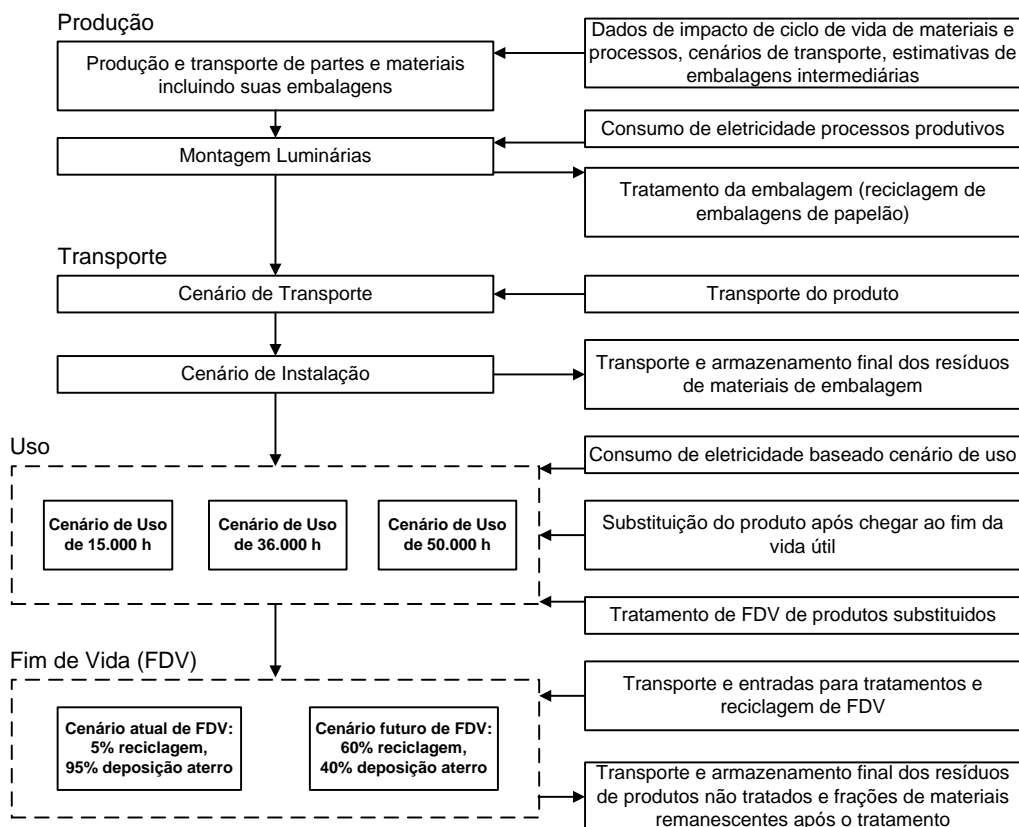 Produção
Dados de impacto de ciclo de vida de materiais e
processos, cenários de transporte, estimativas de
embalagens intermediárias
Produção e transporte de partes e materiais
incluindo suas embalagens
Consumo de eletricidade processos produtivos
Montagem Luminárias
Tratamento da embalagem (reciclagem de
embalagens de papelão)
Transporte
Cenário de Transporte
Transporte do produto
Cenário de Instalação
Transporte e armazenamento final dos resíduos
de materiais de embalagem
Uso
Consumo de eletricidade baseado cenário de uso
Cenário de Uso
de 15.000 h
Cenário de Uso
de 36.000 h
Cenário de Uso
de 50.000 h
Substituição do produto após chegar ao fim da
vida útil
Tratamento de FDV de produtos substituidos
Fim de Vida (FDV)
Transporte e entradas para tratamentos e
reciclagem de FDV
Cenário atual de FDV:
5% reciclagem,
95% deposição aterro
Cenário futuro de FDV:
60% reciclagem,
40% deposição aterro
Transporte e armazenamento final dos resíduos
de produtos não tratados e frações de materiais
remanescentes após o tratamento